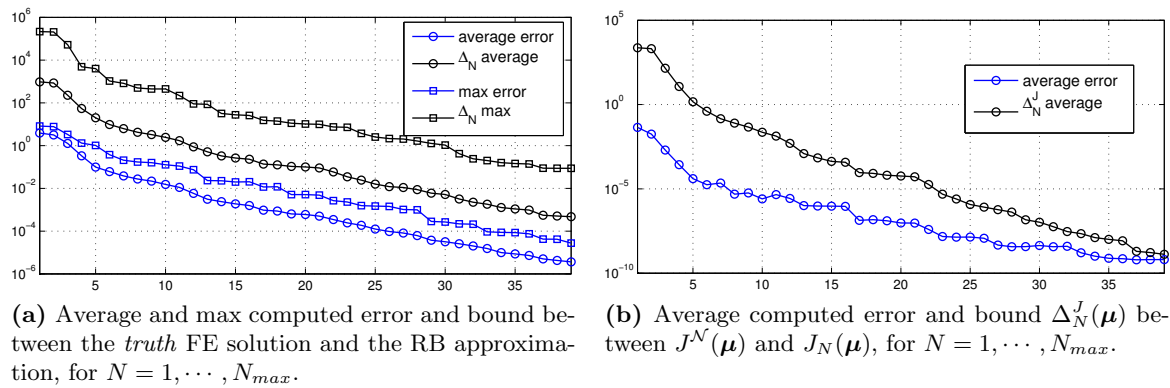 10^6
10^4
10^2
10^0
10^−2
10^−4
10^−6
5 10 15 20 25 30 35
average error
Δ_N average
max error
Δ_N max
(a) Average and max computed error and bound be-
tween the truth FE solution and the RB approxima-
tion, for N = 1, ⋯ , N_max.
10^5
10^0
10^−5
10^−10
5 10 15 20 25 30 35
average error
Δ_N^J average
(b) Average computed error and bound Δ_N^J(μ) be-
tween J^𝒩(μ) and J_N(μ), for N = 1, ⋯ , N_max.